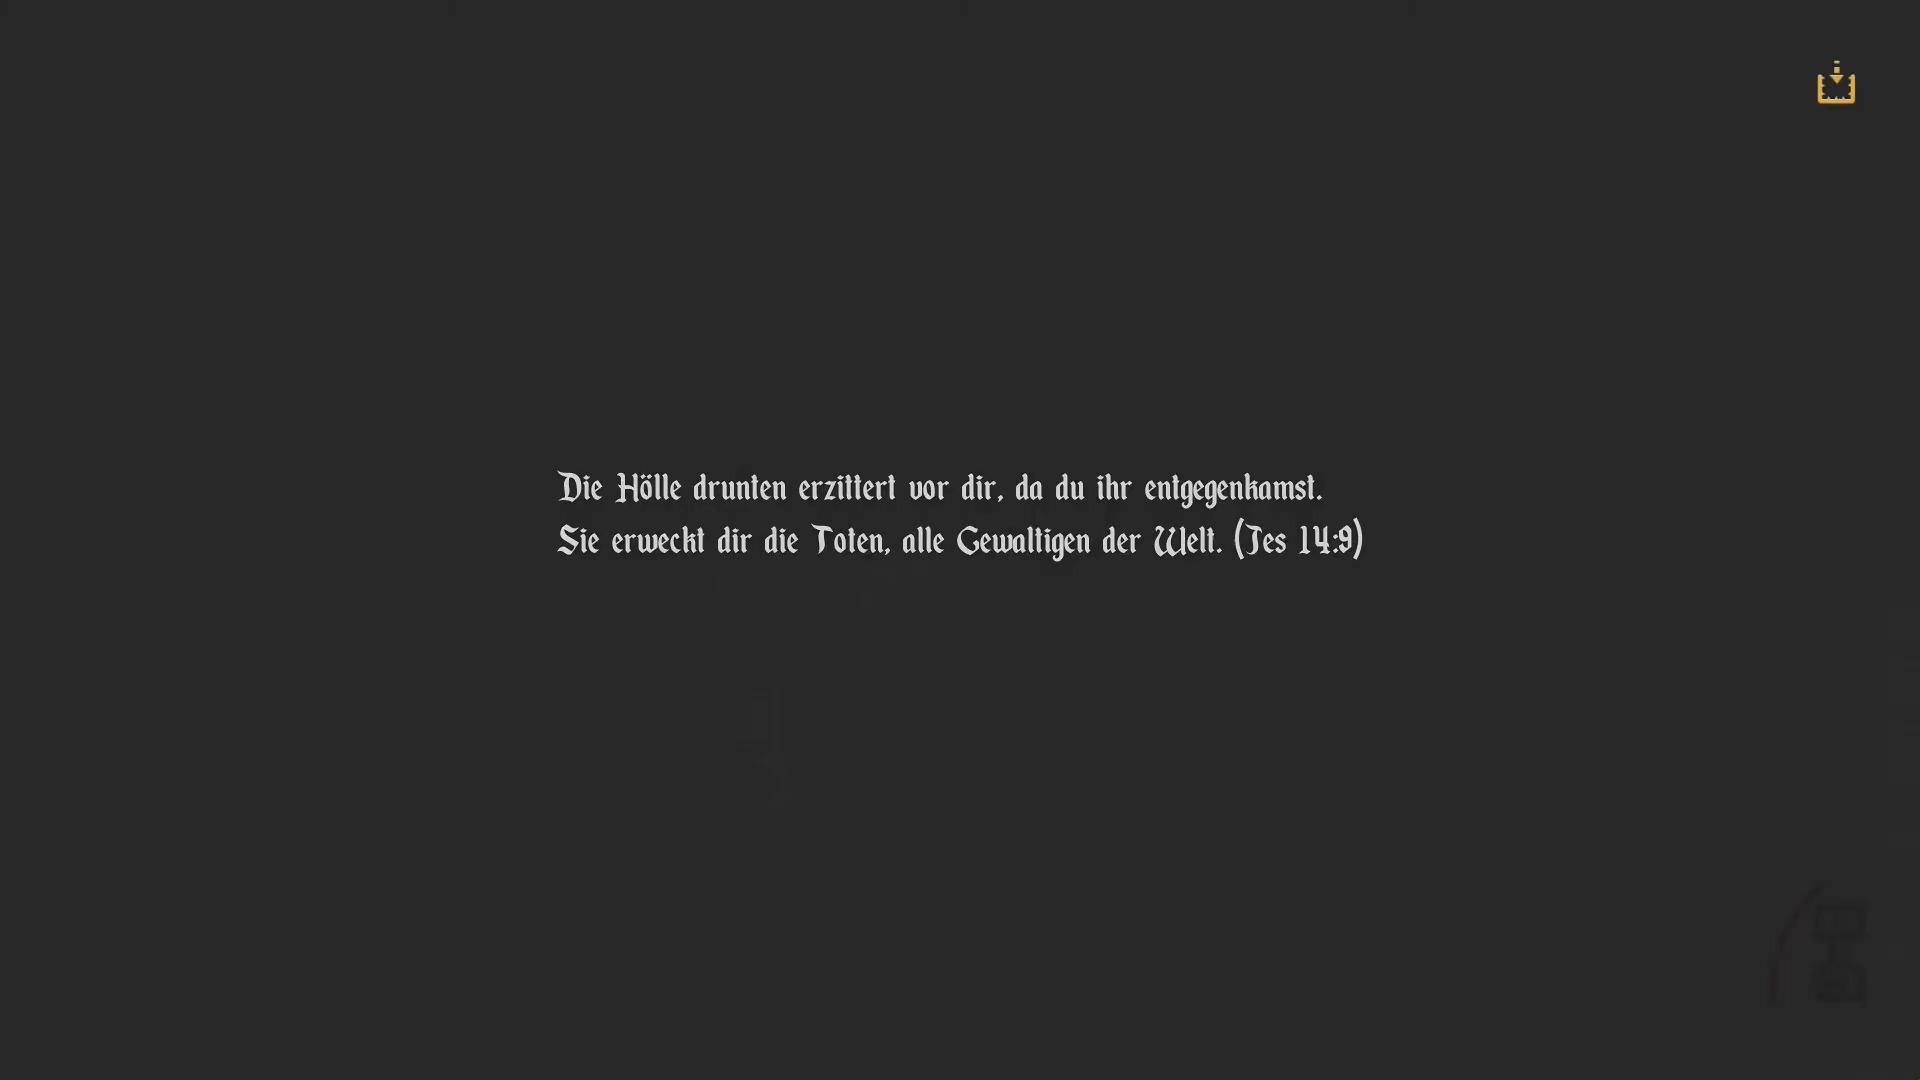 Die Hölle drunten erzittert vor dir, da du ihr entgegenkamst.
Sie erweckt dir die Toten, alle Gewaltigen der Welt. (Jes 14:9)